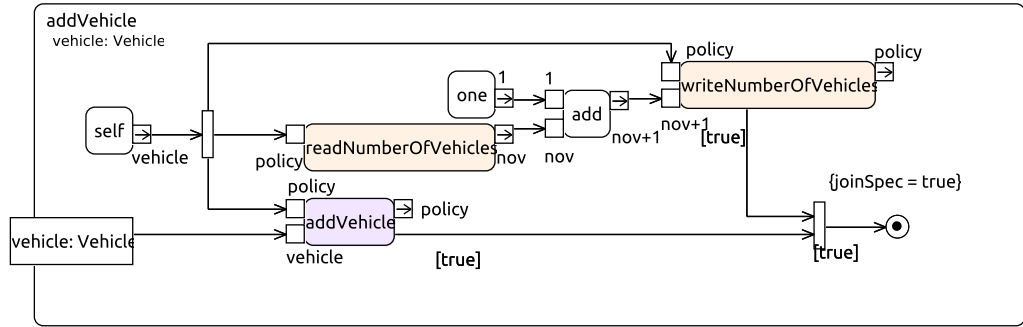 addVehicle
vehicle: Vehicle
policy
policy
one
1
1
writeNumberOfVehicles
add
self
nov+1
nov+1
[true]
vehicle
policy
readNumberOfVehicles
nov
nov
{joinSpec = true}
policy
addVehicle
policy
vehicle: Vehicle
vehicle
[true]
[true]